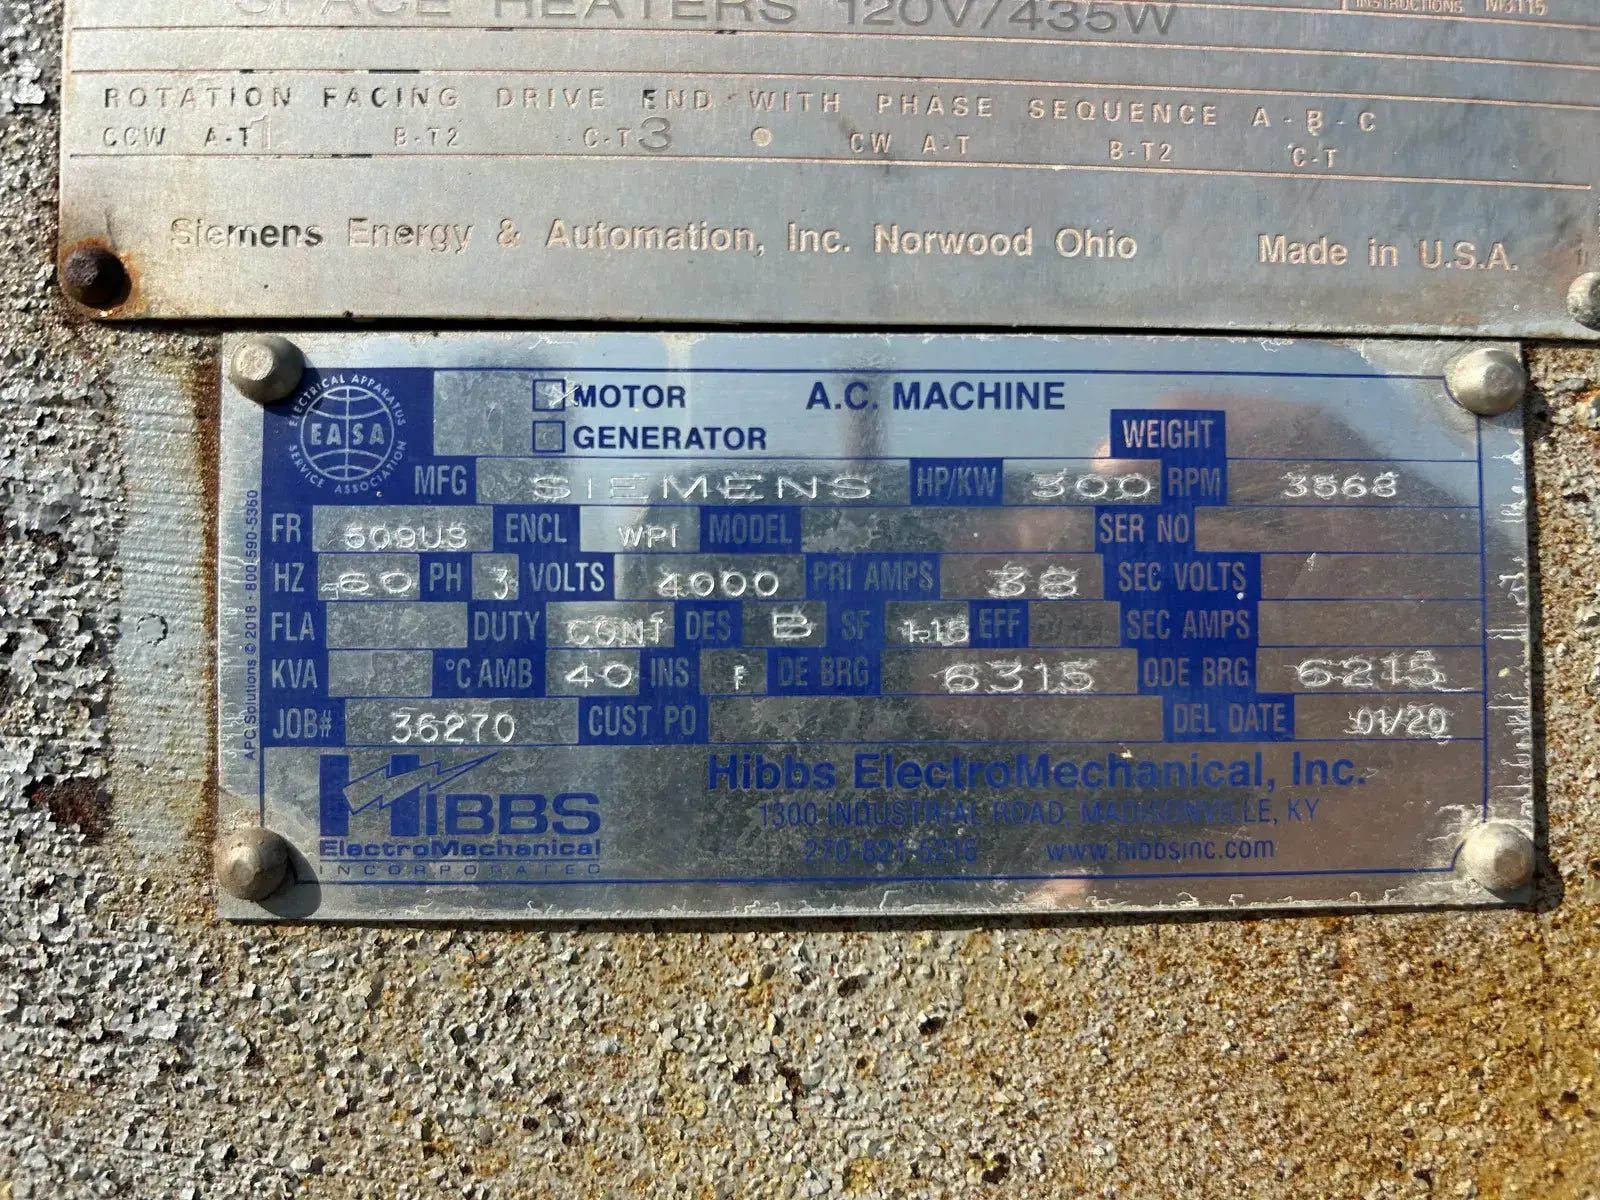 SPACE HEATERS 120V/435W
INSTRUCTIONS M3115
ROTATION FACING DRIVE END WITH PHASE SEQUENCE A-B-C
CCW A-T1 B-T2 C-T3 CW A-T B-T2 C-T
Siemens Energy & Automation, Inc. Norwood Ohio Made in U.S.A.
ELECTRICAL APPARATUS SERVICE ASSOCIATION
EASA
MOTOR A.C. MACHINE
GENERATOR WEIGHT
MFG SIEMENS HP/KW 300 RPM 3568
FR 509US ENCL WPI MODEL SER NO
HZ 60 PH 3 VOLTS 4000 PRI AMPS 38 SEC VOLTS
FLA DUTY CONT DES B SF 1.15 EFF SEC AMPS
KVA °C AMB 40 INS F DE BRG 6315 ODE BRG 6215
JOB# 36270 CUST PO DEL DATE 01/20
APC Solutions © 2018 - 800-590-5360
HIBBS
ElectroMechanical
INCORPORATED
Hibbs ElectroMechanical, Inc.
1300 INDUSTRIAL ROAD, MADISONVILLE, KY
270-821-5216 www.hibbsinc.com